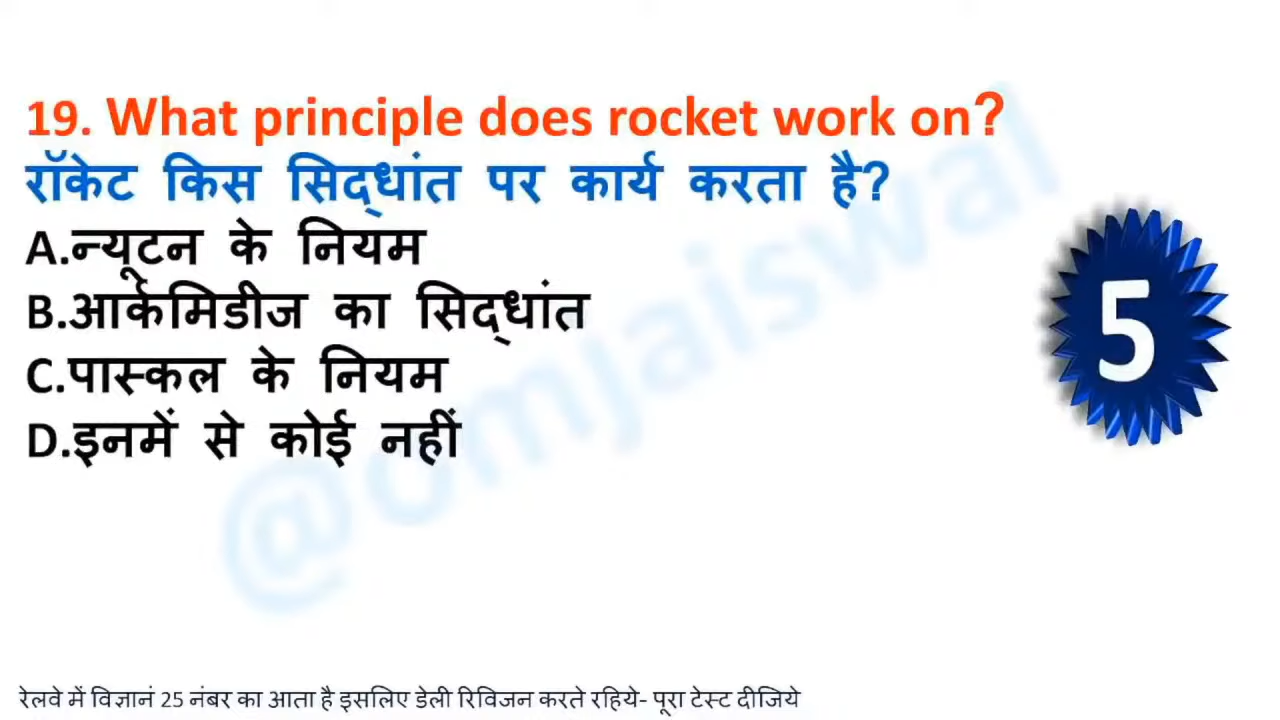 19. What principle does rocket work on?
रॉकेट किस सिद्धांत पर कार्य करता है?
A.न्यूटन के नियम
B.आर्कमिडीज का सिद्धांत
C.पास्कल के नियम
D.इनमें से कोई नहीं
5
@omjaiswal
रेलवे में विज्ञानं 25 नंबर का आता है इसलिए डेली रिविजन करते रहिये- पूरा टेस्ट दीजिये